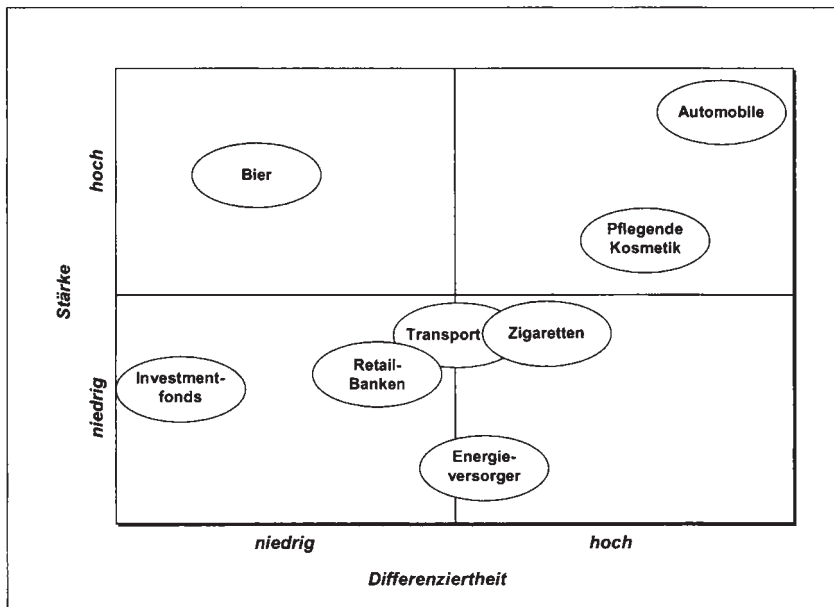 Automobile
Bier
hoch
Pflegende
Kosmetik
Stärke
Transport
Zigaretten
Retail-
Banken
Investment-
fonds
niedrig
Energie-
versorger
niedrig
hoch
Differenziertheit